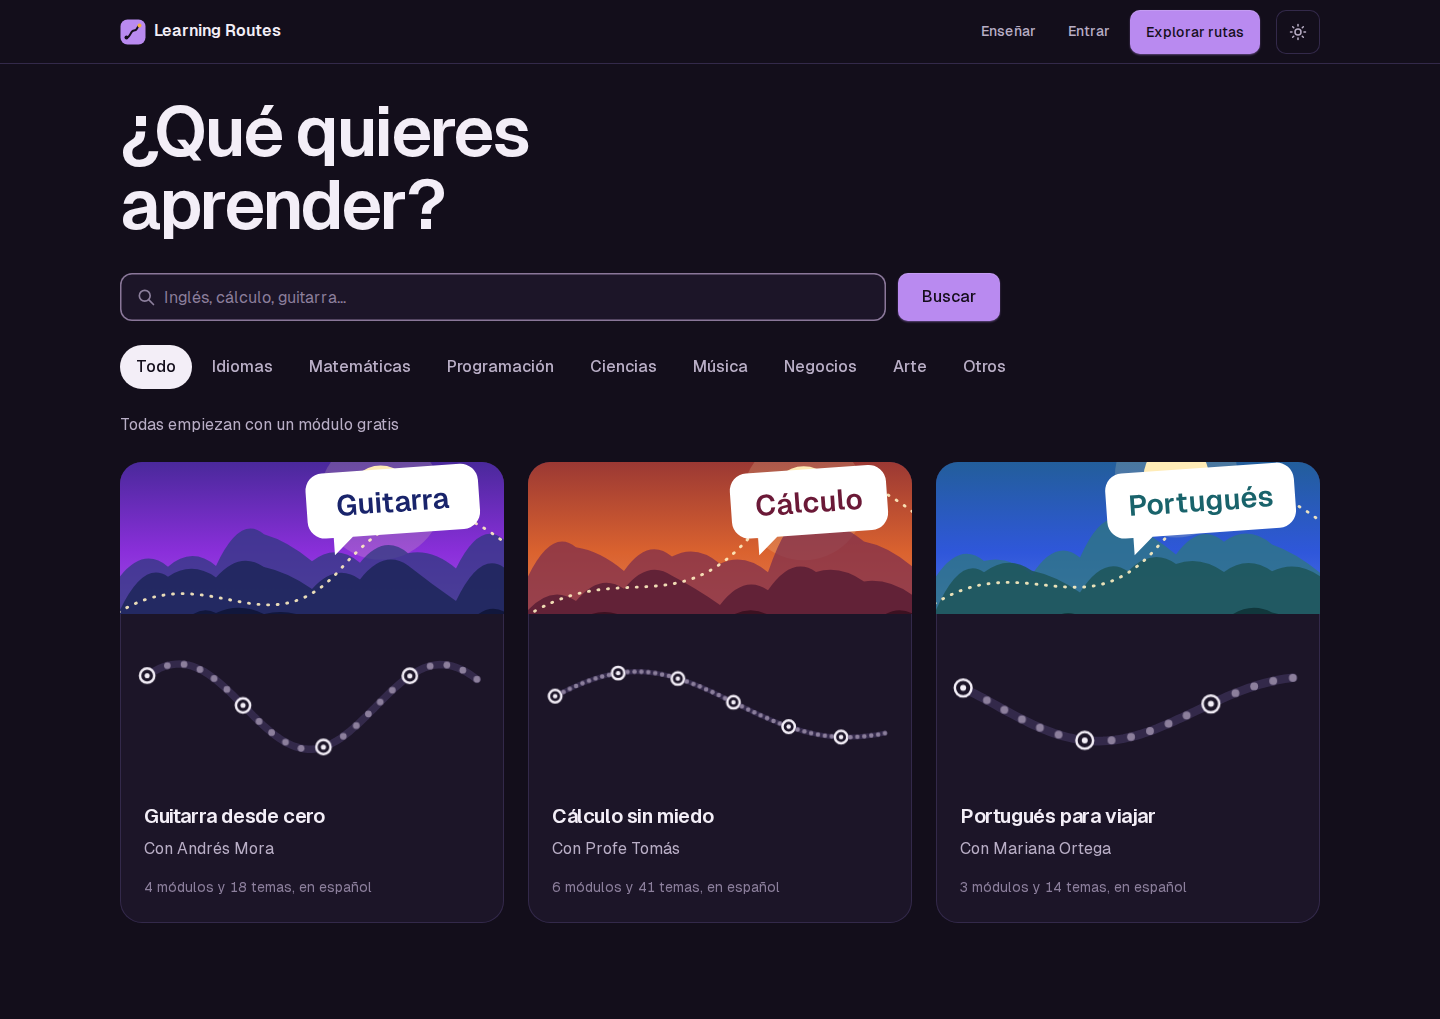 Learning Routes
Enseñar
Entrar
Explorar rutas
¿Qué quieres
aprender?
Inglés, cálculo, guitarra...
Buscar
Todo
Idiomas
Matemáticas
Programación
Ciencias
Música
Negocios
Arte
Otros
Todas empiezan con un módulo gratis
Guitarra
Guitarra desde cero
Con Andrés Mora
4 módulos y 18 temas, en español
Cálculo
Cálculo sin miedo
Con Profe Tomás
6 módulos y 41 temas, en español
Portugués
Portugués para viajar
Con Mariana Ortega
3 módulos y 14 temas, en español